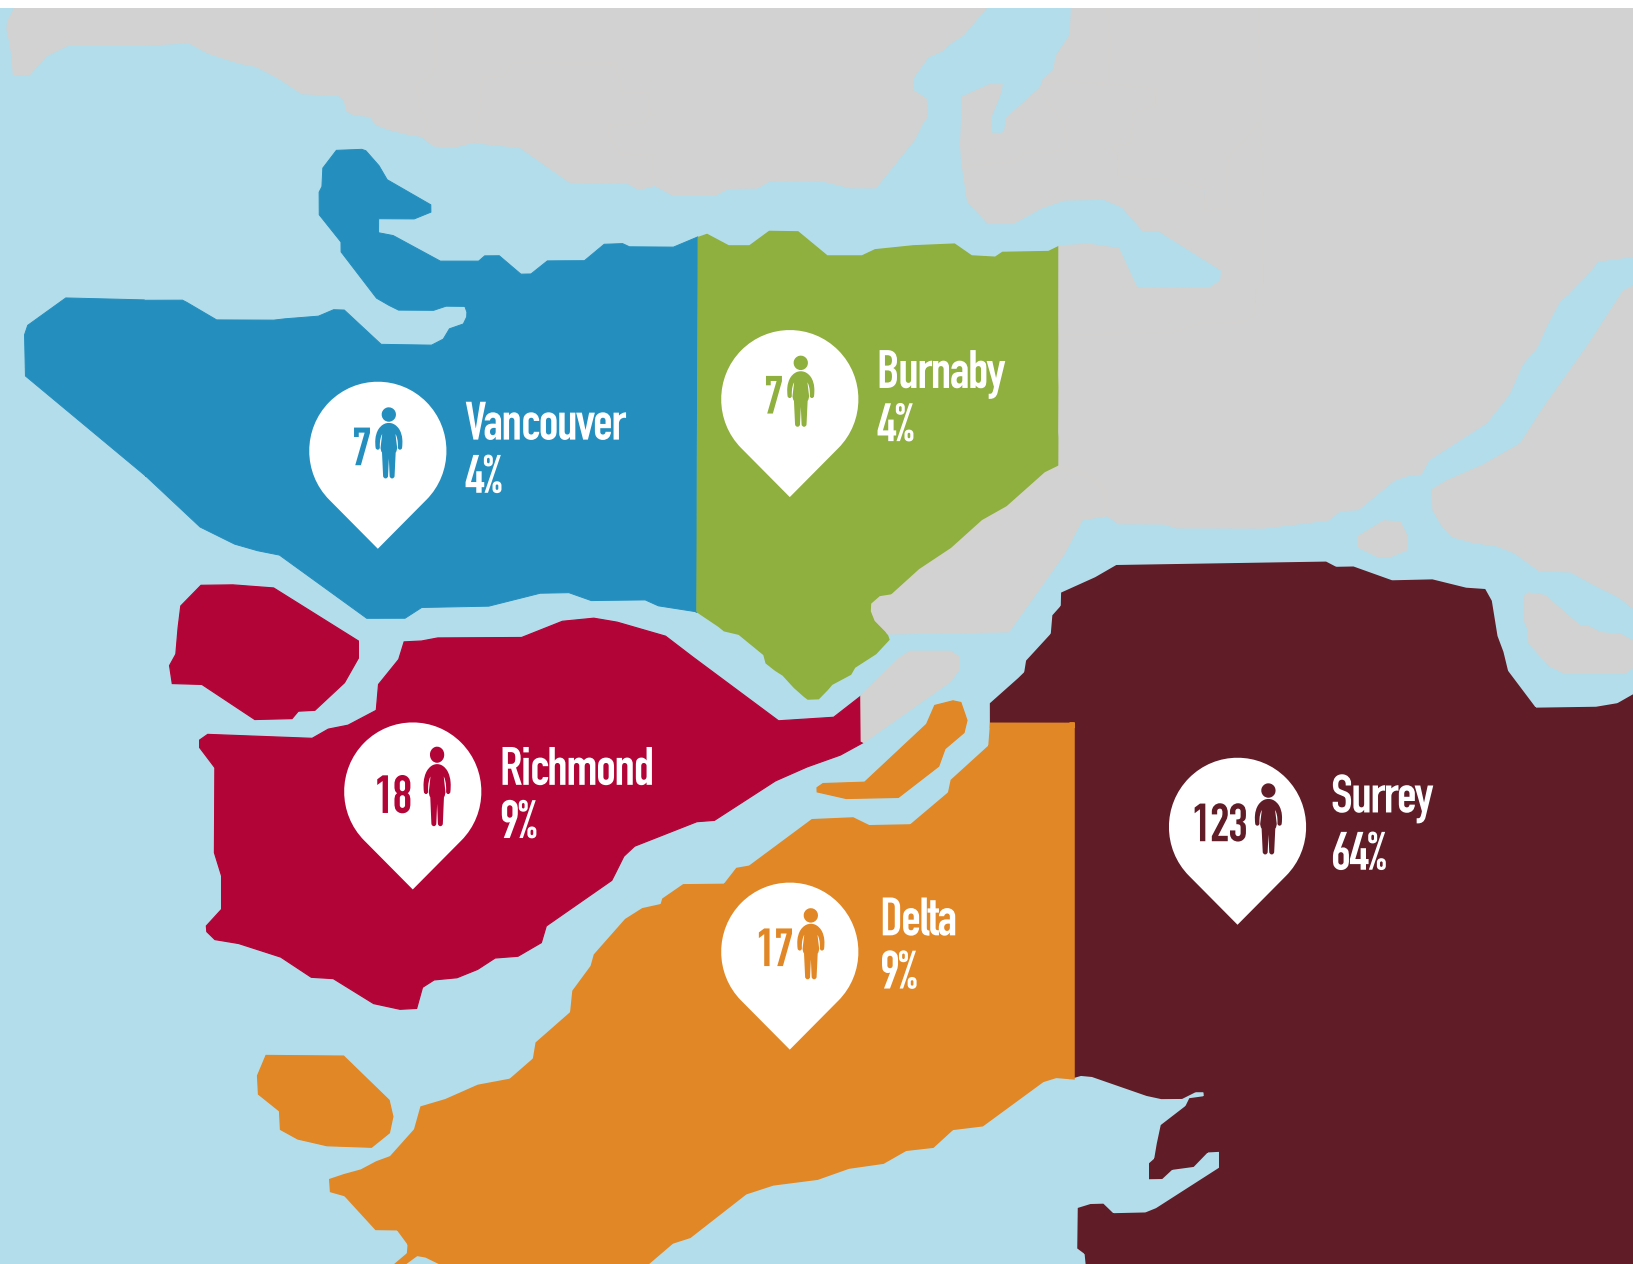 7
Vancouver
4%
7
Burnaby
4%
18
Richmond
9%
123
Surrey
64%
17
Delta
9%